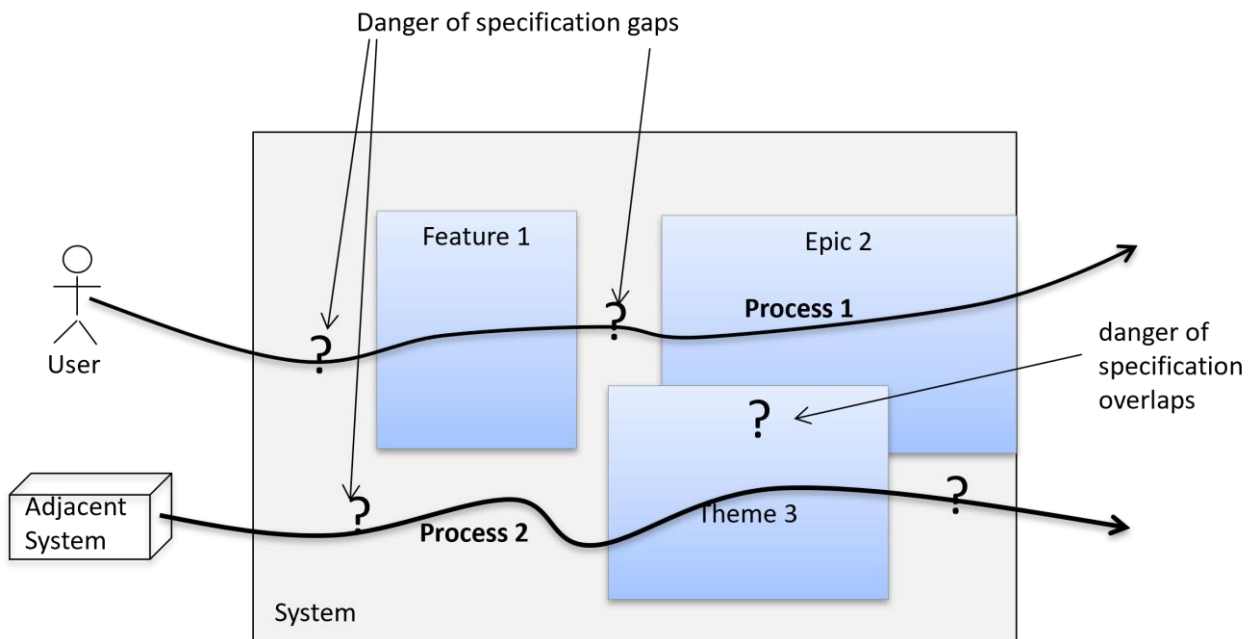 Danger of specification gaps
Feature 1
Epic 2
?
Process 1
?
User
danger of
specification
overlaps
?
Adjacent
System
?
Process 2
Theme 3
?
System